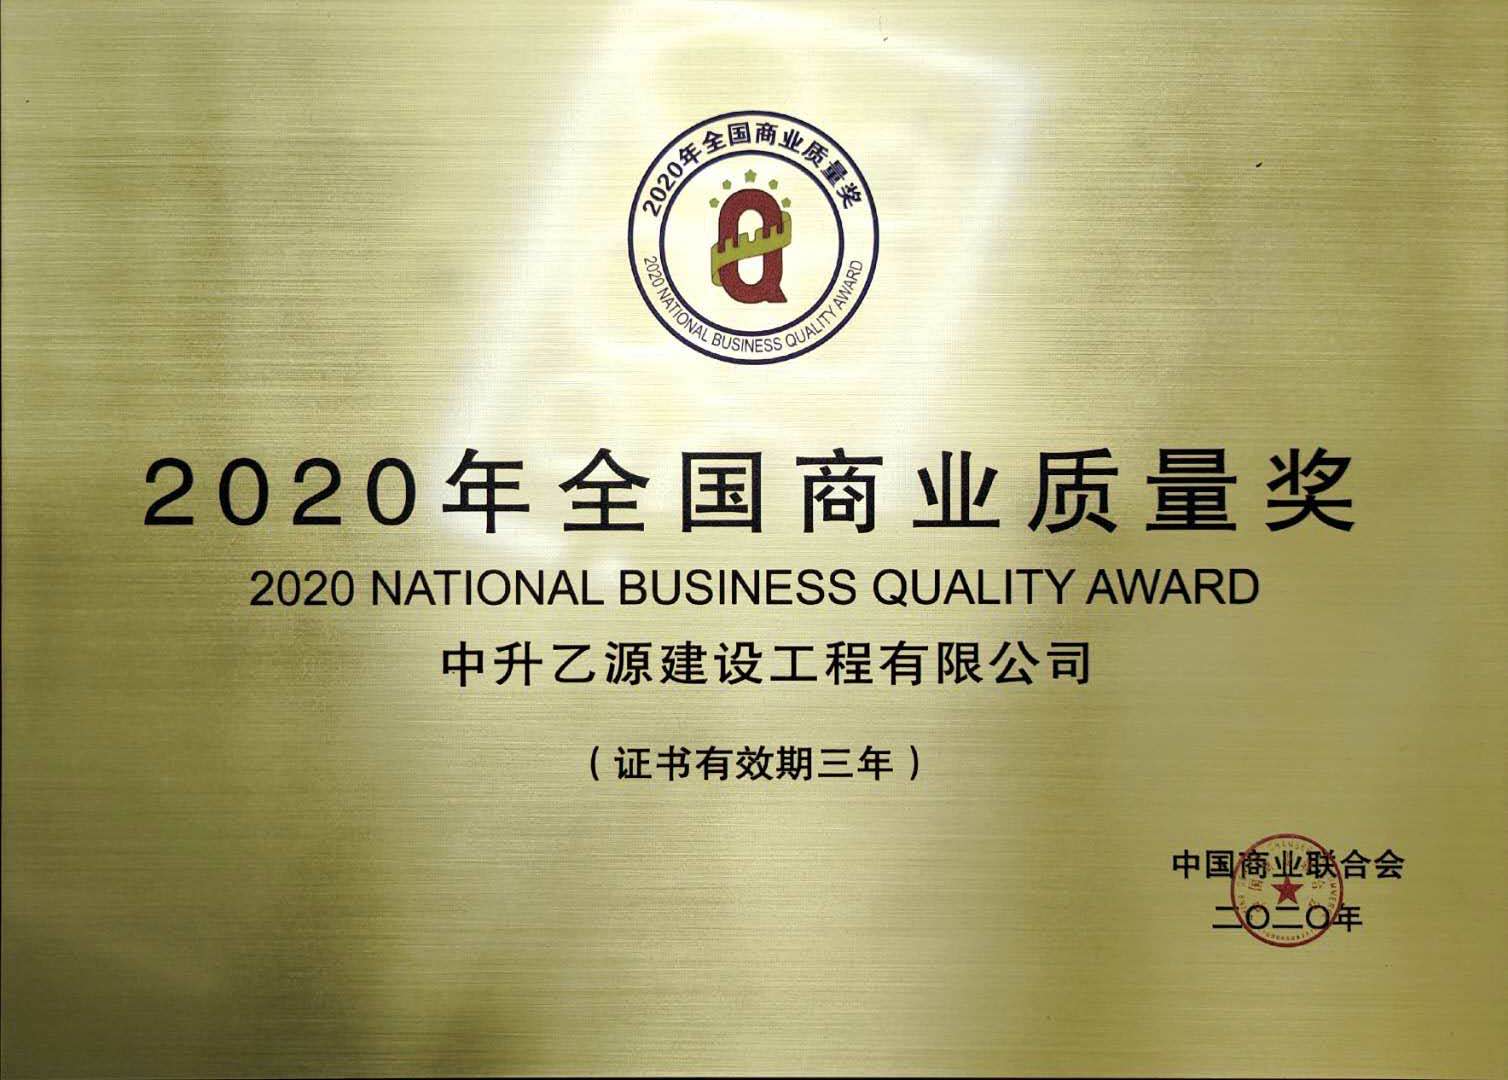 2020年全国商业质量奖
2020 NATIONAL BUSINESS QUALITY AWARD
2020年全国商业质量奖
2020 NATIONAL BUSINESS QUALITY AWARD
中升乙源建设工程有限公司
（证书有效期三年）
中国商业联合会
二〇二〇年